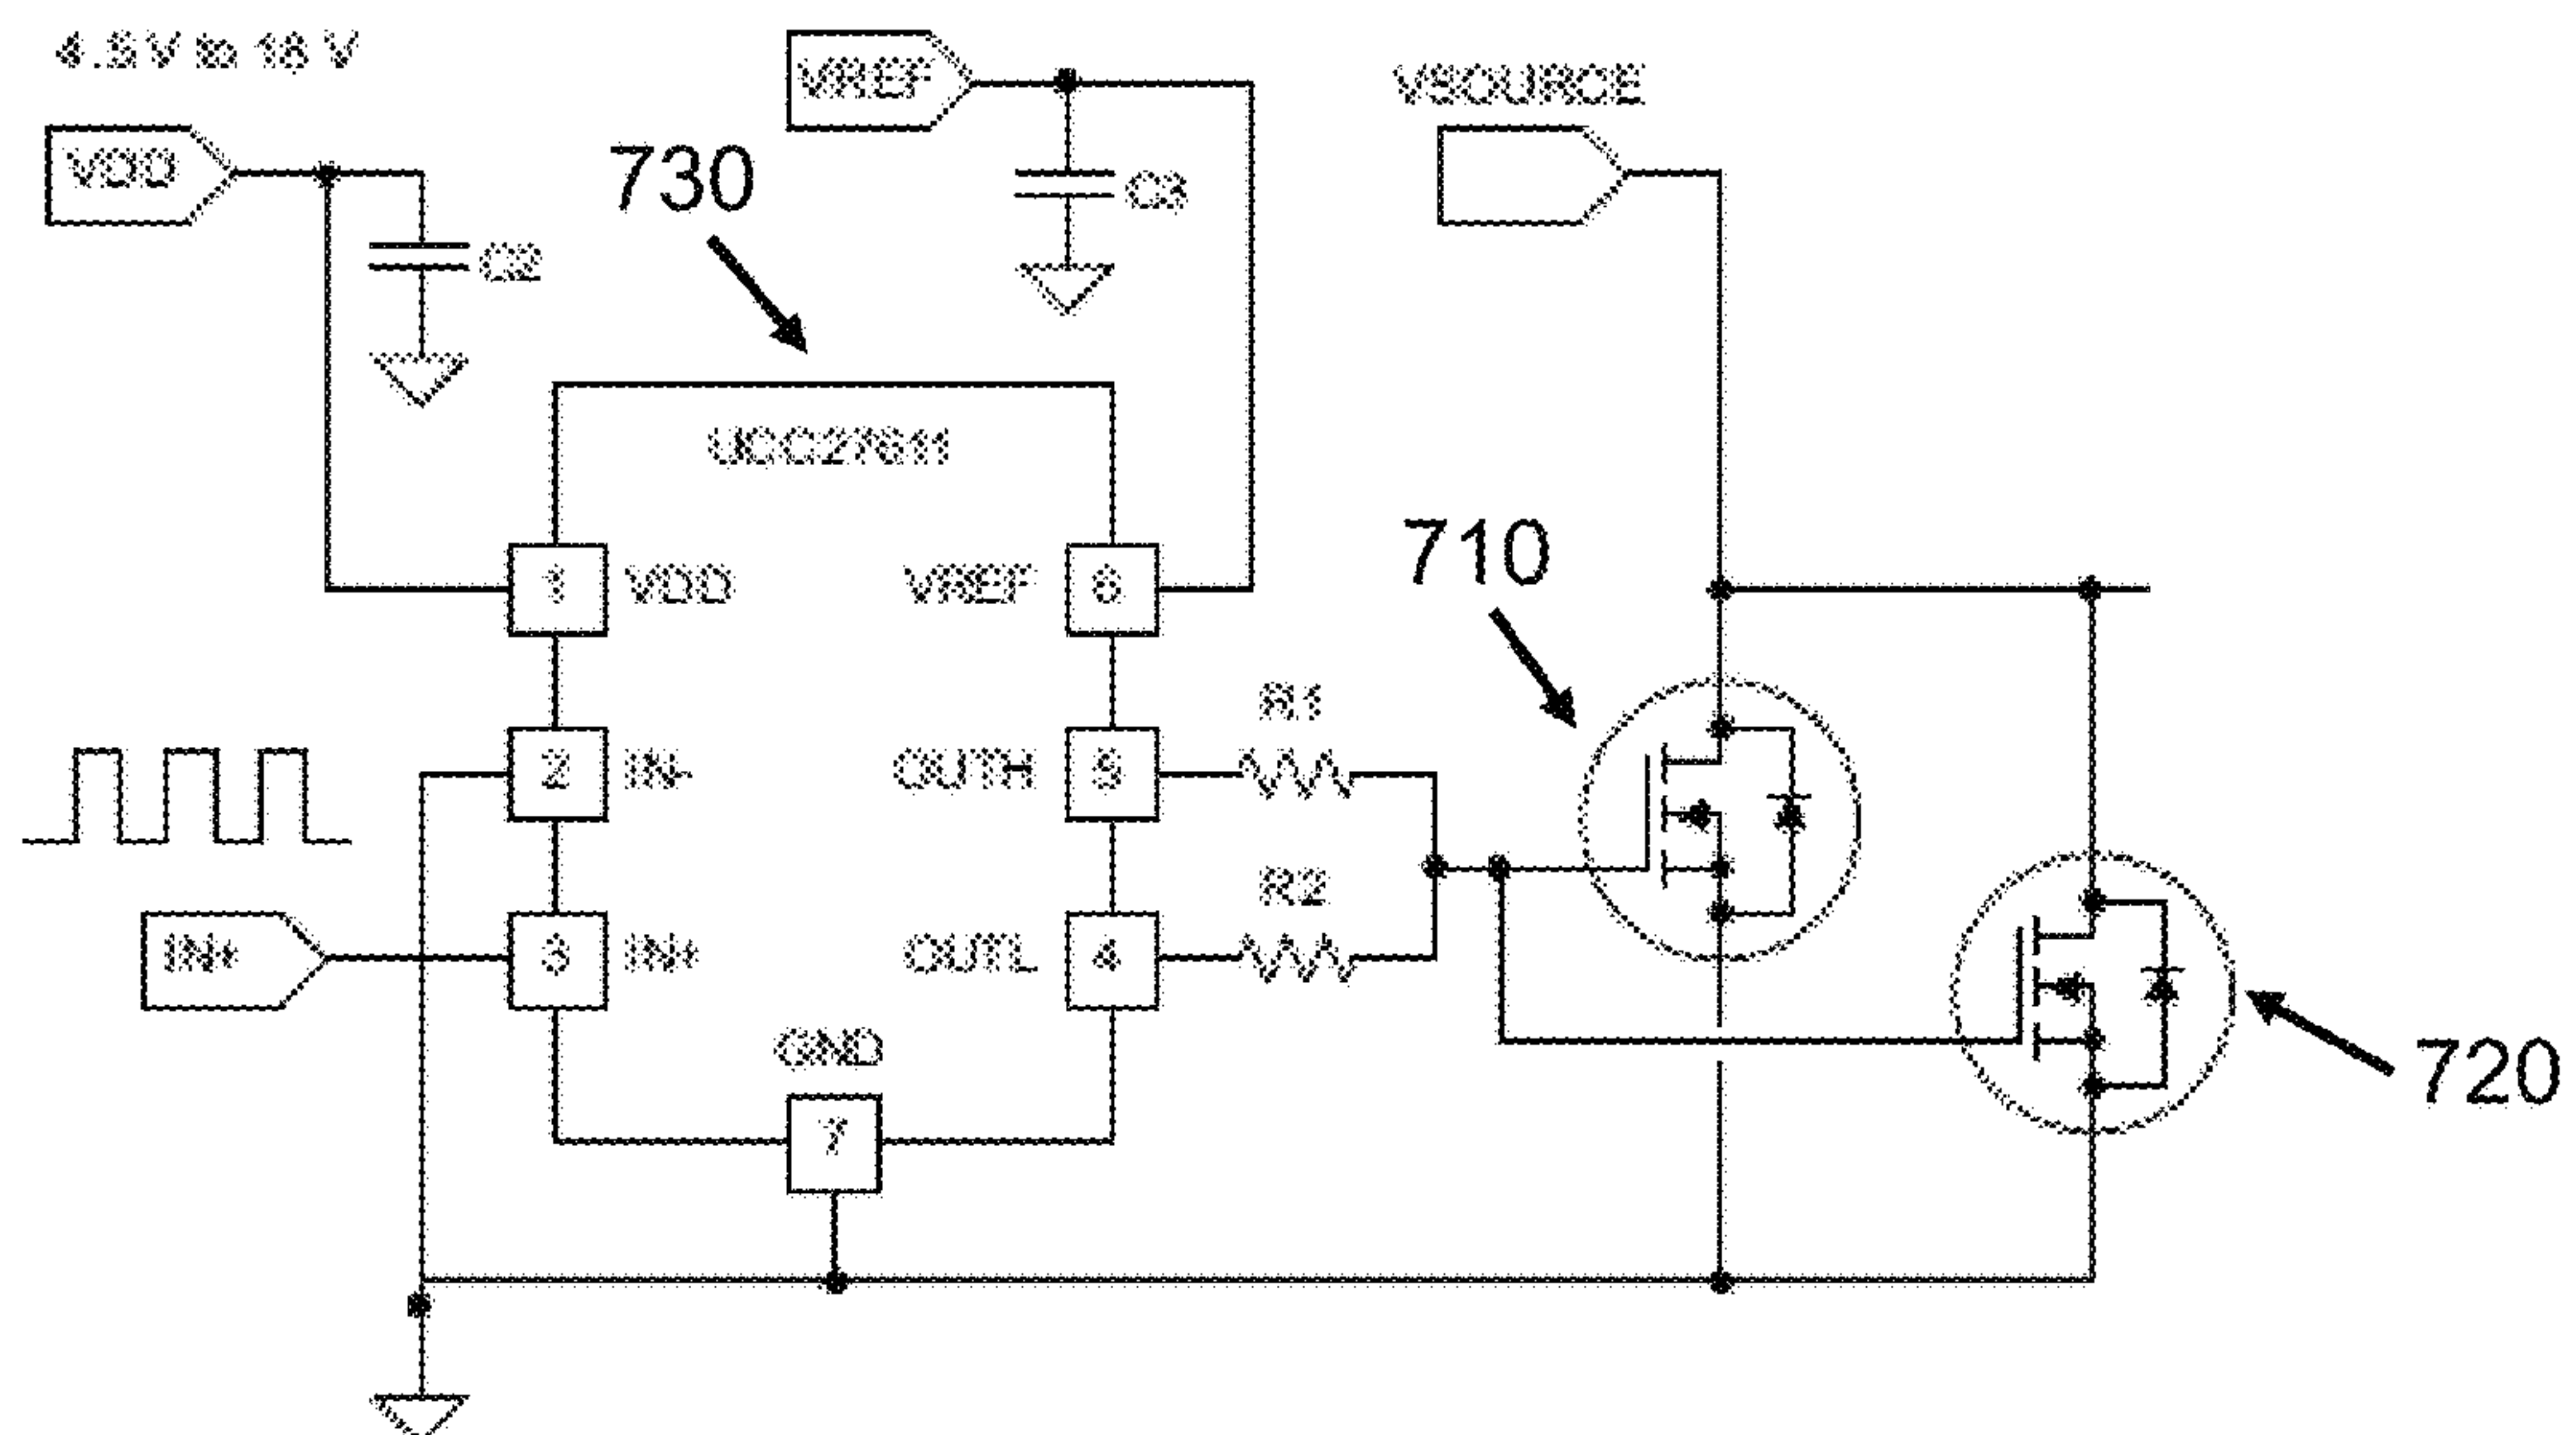 4.5 V to 18 V
VREF
VSOURCE
VDD
730
C3
C2
UCC27611
710
1
VDD
VREF
6
R1
2
IN-
OUTH
5
R2
IN+
3
IN+
OUTL
4
GND
720
7